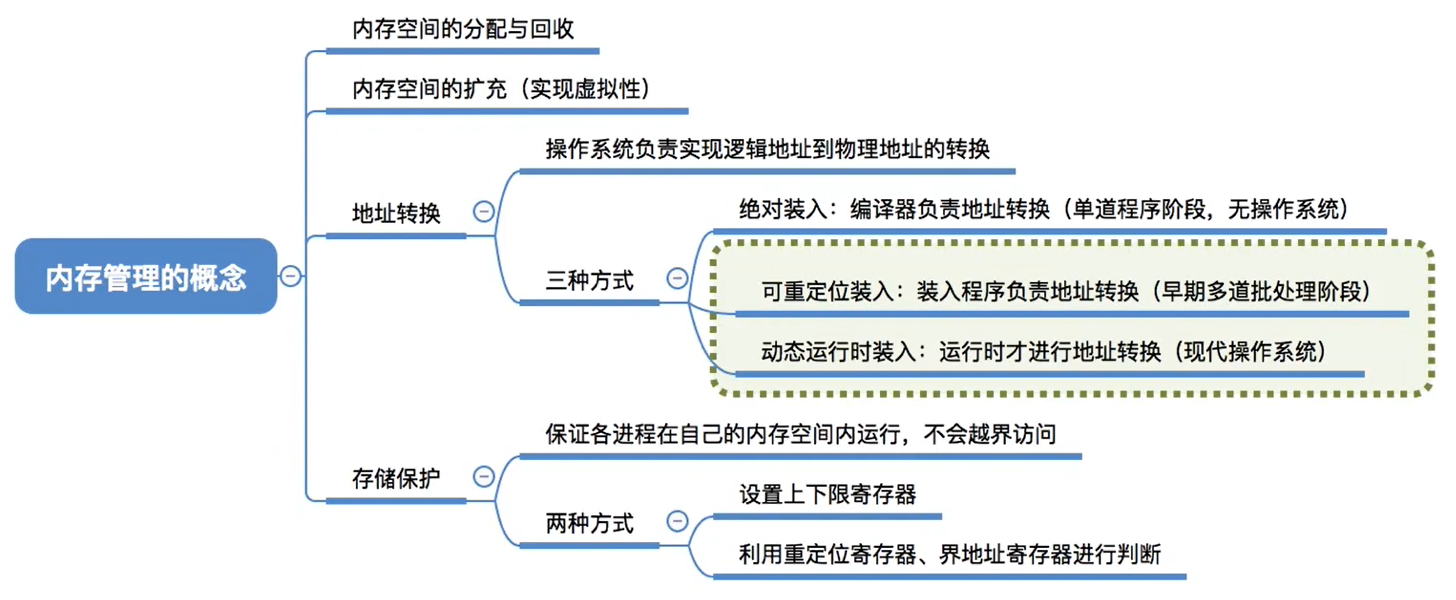 内存空间的分配与回收
内存空间的扩充（实现虚拟性）
操作系统负责实现逻辑地址到物理地址的转换
地址转换
绝对装入：编译器负责地址转换（单道程序阶段，无操作系统）
三种方式
可重定位装入：装入程序负责地址转换（早期多道批处理阶段）
动态运行时装入：运行时才进行地址转换（现代操作系统）
内存管理的概念
保证各进程在自己的内存空间内运行，不会越界访问
存储保护
设置上下限寄存器
两种方式
利用重定位寄存器、界地址寄存器进行判断